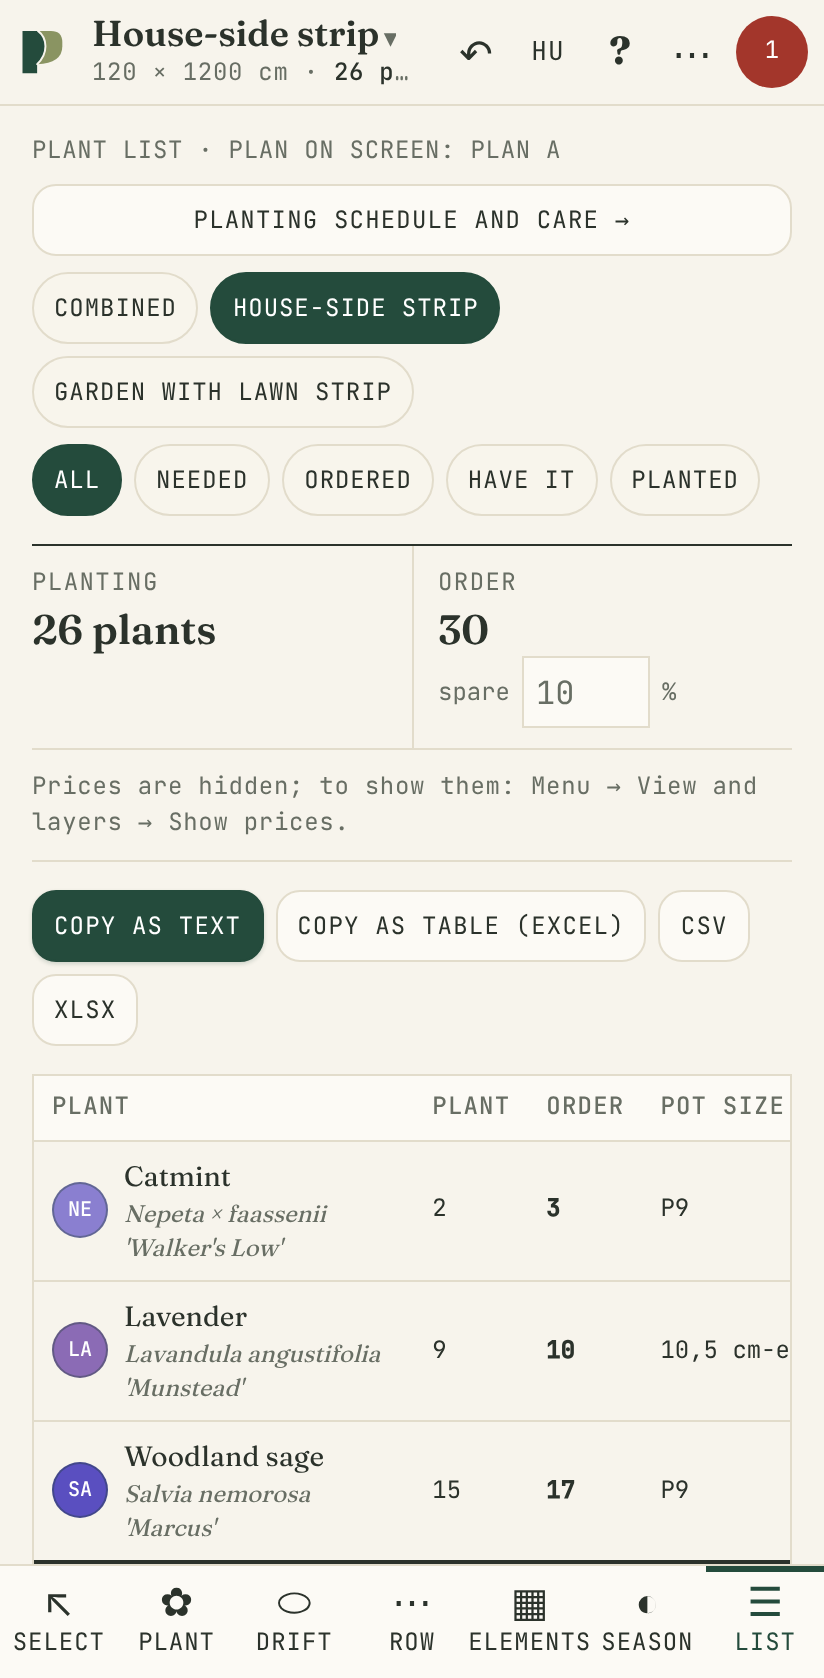 House-side strip ▾
120 × 1200 cm · 26 p…
HU
?
…
1
PLANT LIST · PLAN ON SCREEN: PLAN A
PLANTING SCHEDULE AND CARE →
COMBINED
HOUSE-SIDE STRIP
GARDEN WITH LAWN STRIP
ALL
NEEDED
ORDERED
HAVE IT
PLANTED
PLANTING
26 plants
ORDER
30
spare 10 %
Prices are hidden; to show them: Menu → View and
layers → Show prices.
COPY AS TEXT
COPY AS TABLE (EXCEL)
CSV
XLSX
PLANT PLANT ORDER POT SIZE
NE
Catmint
Nepeta × faassenii
'Walker's Low'
2 3 P9
LA
Lavender
Lavandula angustifolia
'Munstead'
9 10 10,5 cm-e
SA
Woodland sage
Salvia nemorosa
'Marcus'
15 17 P9
SELECT
PLANT
DRIFT
ROW
ELEMENTS
SEASON
LIST